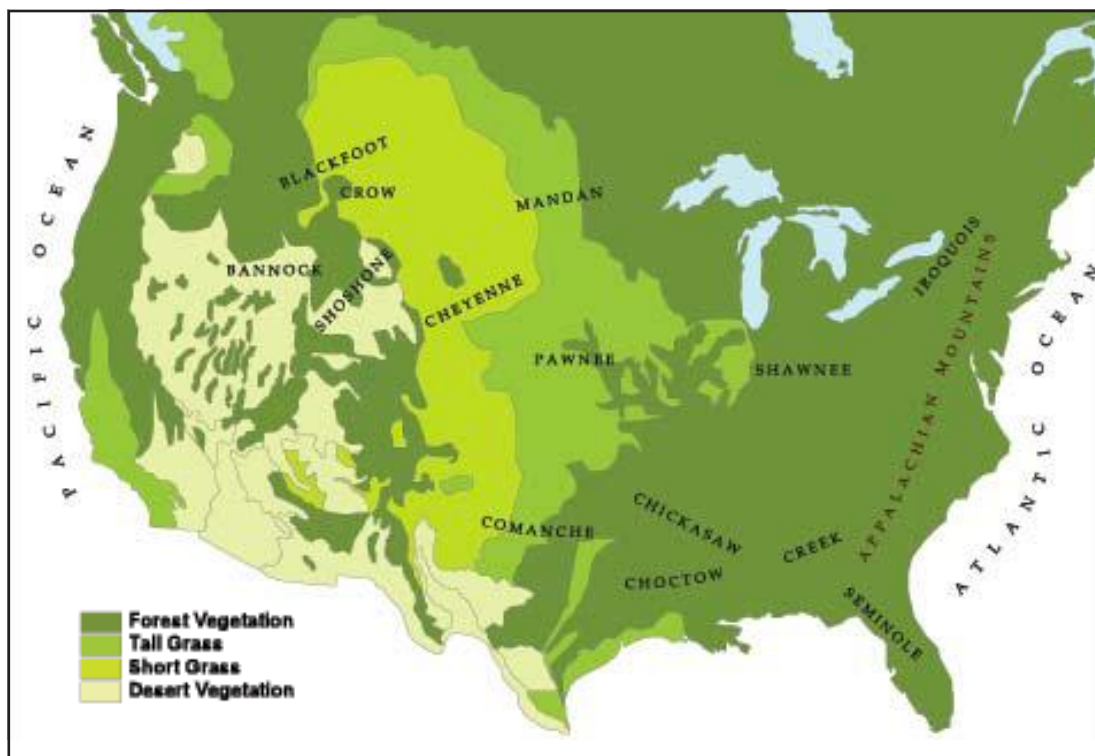 PACIFIC OCEAN
BLACKFOOT
CROW
MANDAN
IROQUOIS
BANNOCK
SHOSHONE
CHEYENNE
PAWNEE
SHAWNEE
APPALACHIAN MOUNTAINS
ATLANTIC OCEAN
COMANCHE
CHICKASAW
CREEK
CHOCTOW
SEMINOLE
Forest Vegetation
Tall Grass
Short Grass
Desert Vegetation